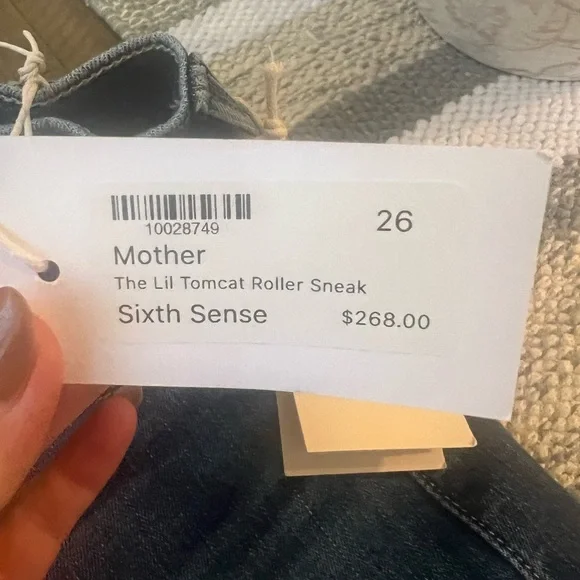 10028749
26
Mother
The Lil Tomcat Roller Sneak
Sixth Sense $268.00